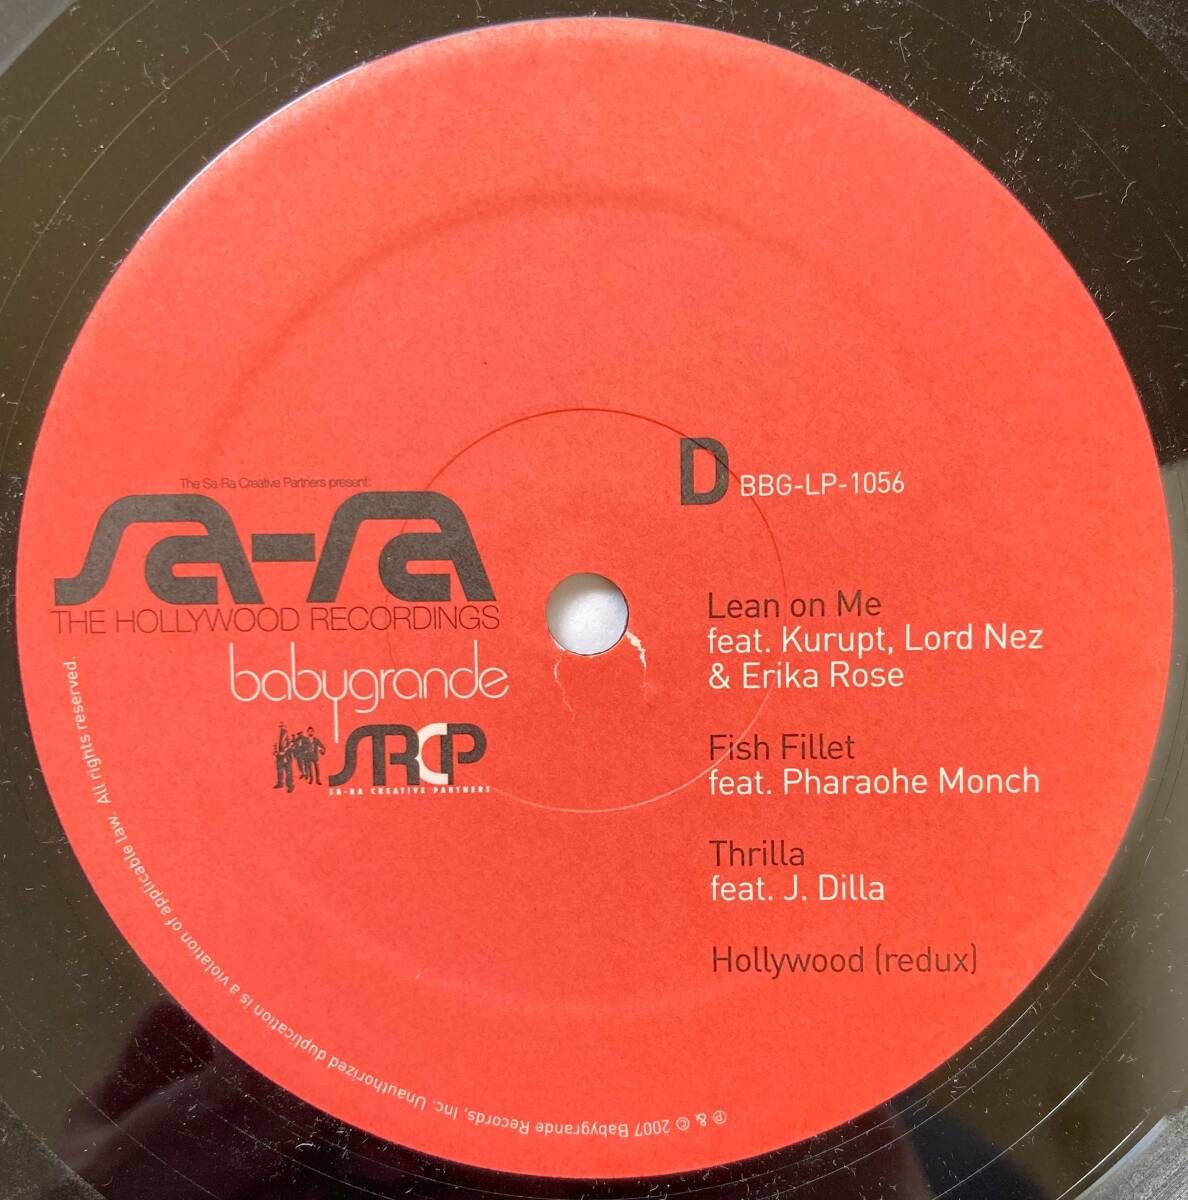 The Sa-Ra Creative Partners present:
sa-ra
THE HOLLYWOOD RECORDINGS
babygrande
SRCP
SA-RA CREATIVE PARTNERS
D BBG-LP-1056
Lean on Me
feat. Kurupt, Lord Nez
& Erika Rose
Fish Fillet
feat. Pharaohe Monch
Thrilla
feat. J. Dilla
Hollywood (redux)
℗ & © 2007 Babygrande Records, Inc. Unauthorized duplication is a violation of applicable law. All rights reserved.